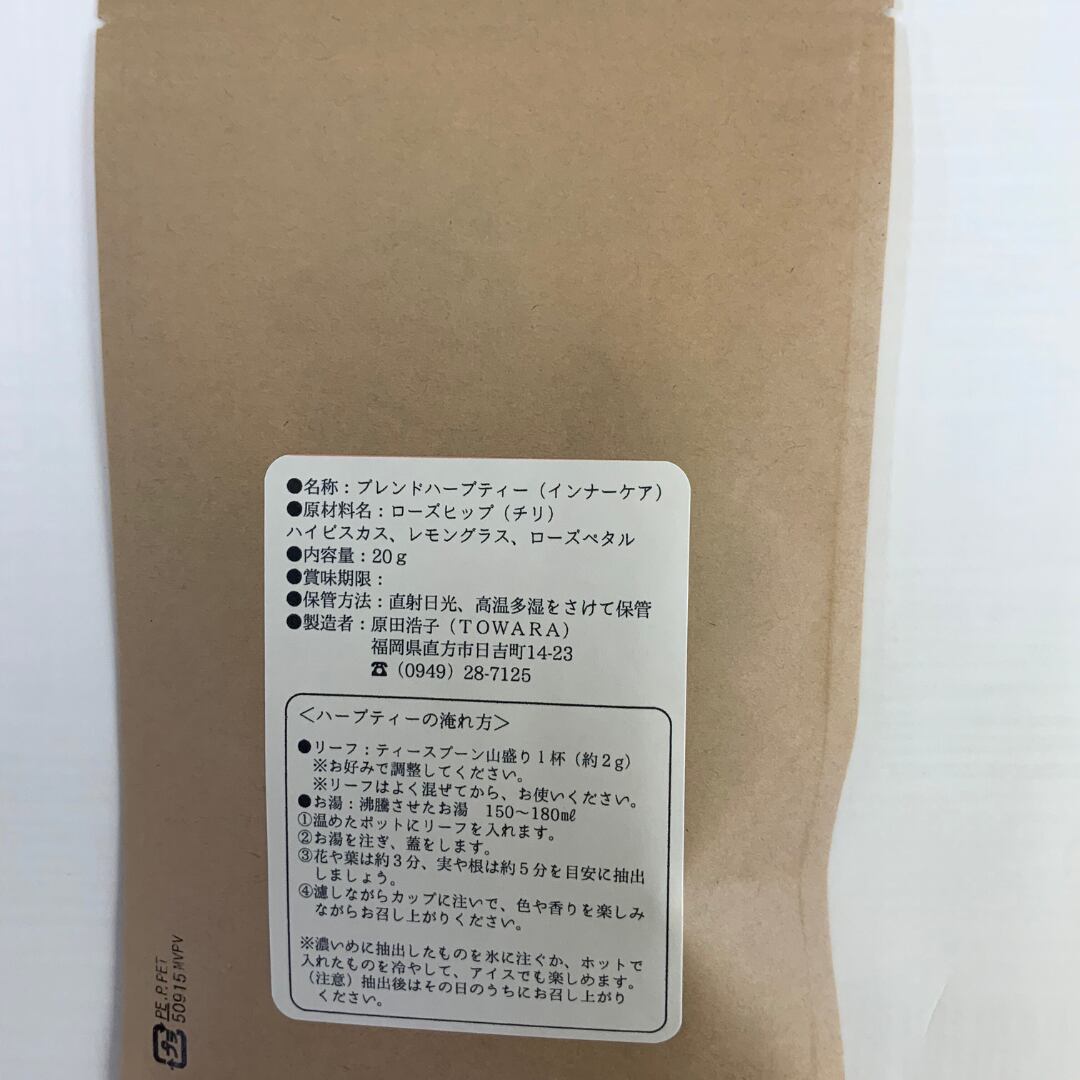 ●名称：ブレンドハーブティー（インナーケア）
●原材料名：ローズヒップ（チリ）
ハイビスカス、レモングラス、ローズペタル
●内容量：20ｇ
●賞味期限：
●保管方法：直射日光、高温多湿をさけて保管
●製造者：原田浩子（TOWARA）
福岡県直方市日吉町14-23
☎（0949）28-7125
＜ハーブティーの淹れ方＞
●リーフ：ティースプーン山盛り１杯（約２g）
※お好みで調整してください。
※リーフはよく混ぜてから、お使いください。
●お湯：沸騰させたお湯　150～180㎖
①温めたポットにリーフを入れます。
②お湯を注ぎ、蓋をします。
③花や葉は約３分、実や根は約５分を目安に抽出
しましょう。
④濾しながらカップに注いで、色や香りを楽しみ
ながらお召し上がりください。
※濃いめに抽出したものを氷に注ぐか、ホットで
入れたものを冷やして、アイスでも楽しめます。
（注意）抽出後はその日のうちにお召し上がり
ください。
プラ
PE.P.PET
50915 MVPV